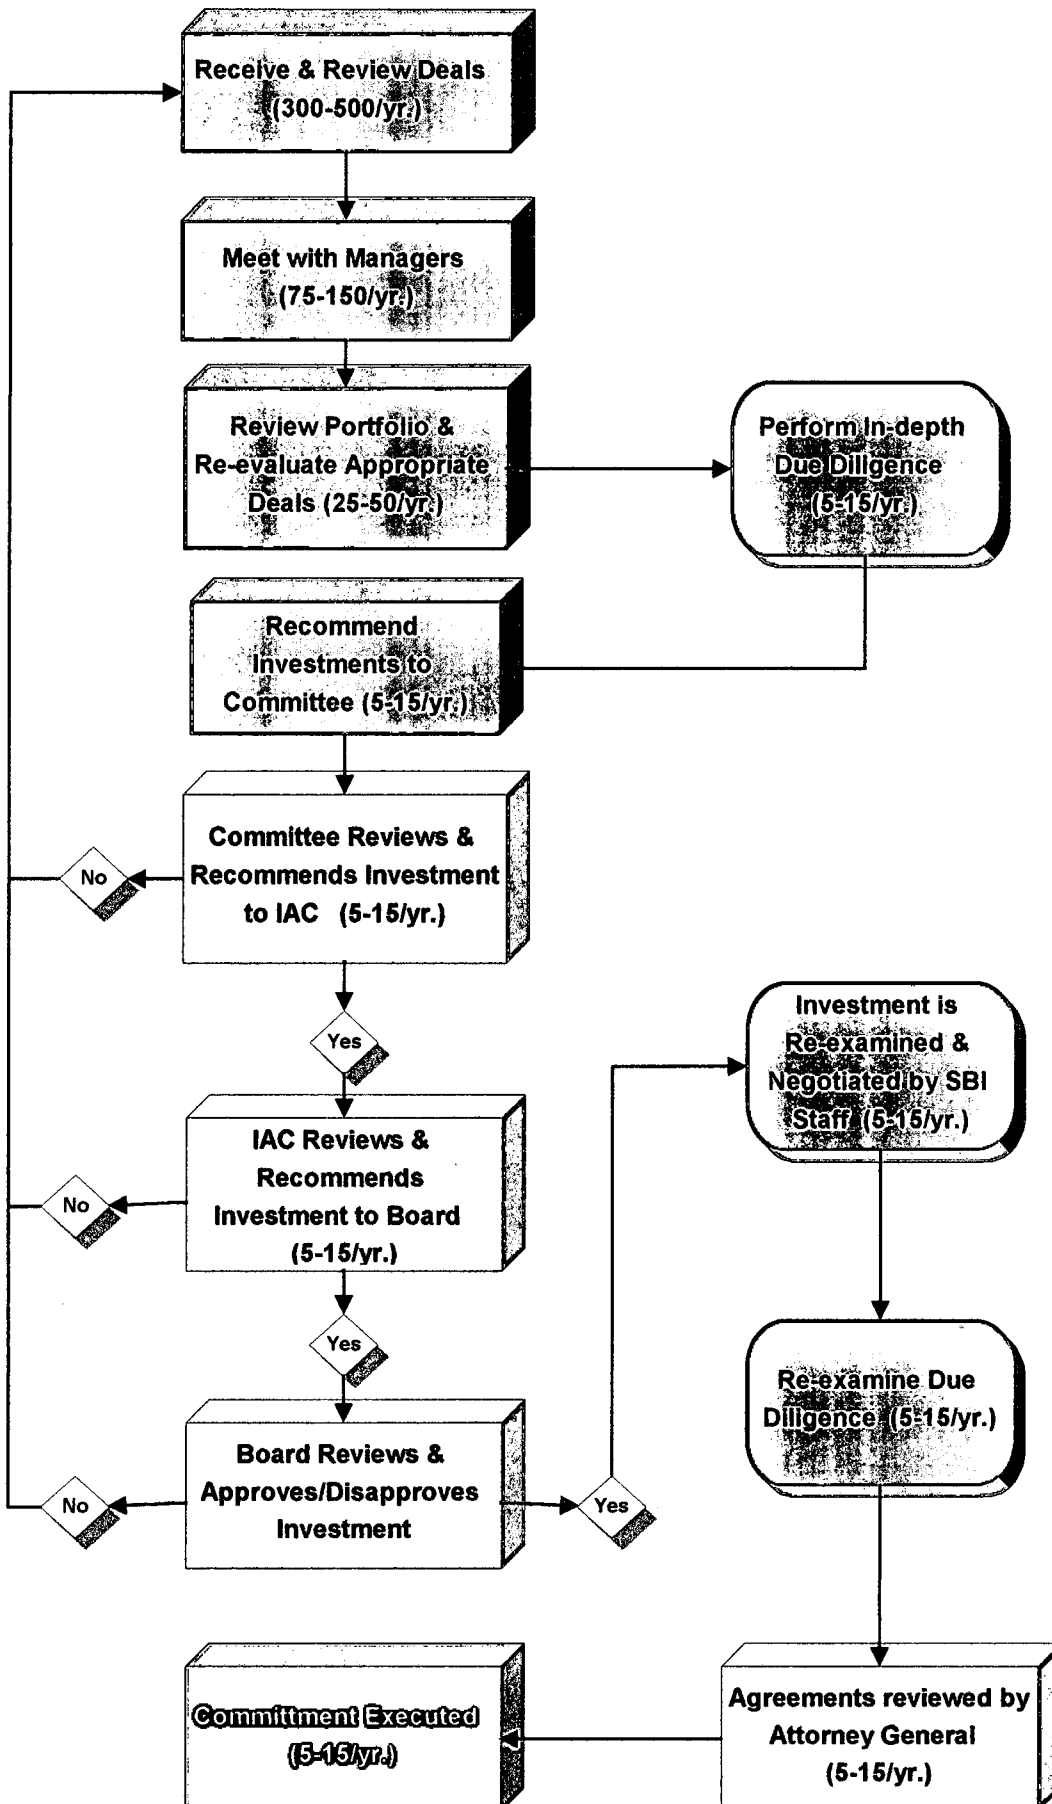 Receive & Review Deals
(300-500/yr.)
Meet with Managers
(75-150/yr.)
Review Portfolio &
Re-evaluate Appropriate
Deals (25-50/yr.)
Perform In-depth
Due Diligence
(5-15/yr.)
Recommend
Investments to
Committee (5-15/yr.)
Committee Reviews &
Recommends Investment
to IAC (5-15/yr.)
No
Yes
IAC Reviews &
Recommends
Investment to Board
(5-15/yr.)
No
Yes
Board Reviews &
Approves/Disapproves
Investment
No
Yes
Investment is
Re-examined &
Negotiated by SBI
Staff (5-15/yr.)
Re-examine Due
Diligence (5-15/yr.)
Agreements reviewed by
Attorney General
(5-15/yr.)
Committment Executed
(5-15/yr.)